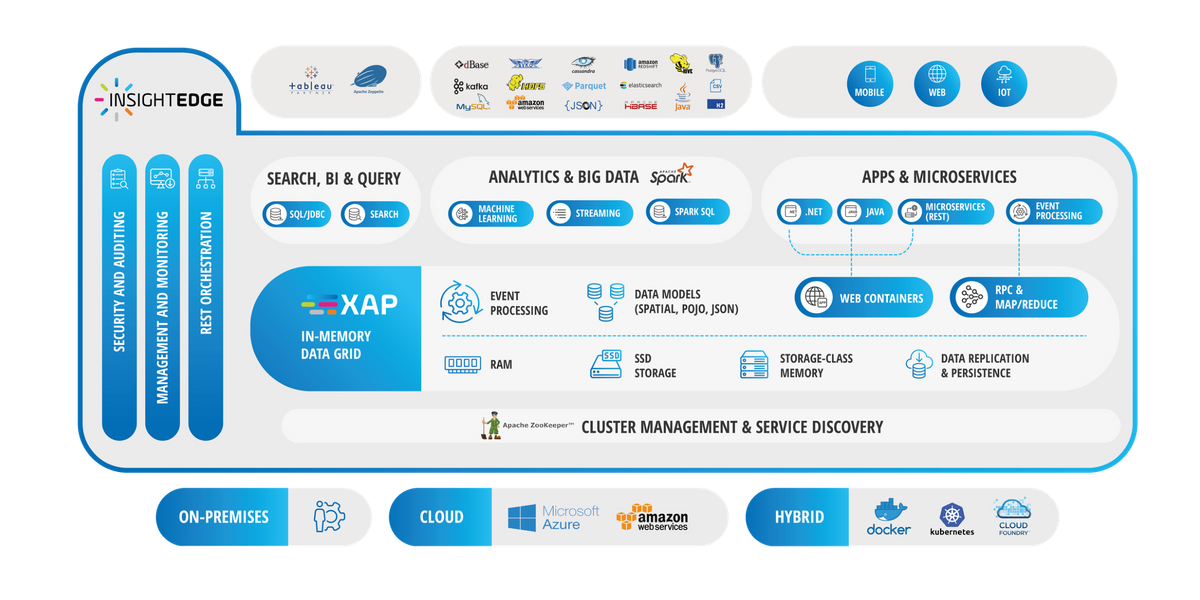 INSIGHTEDGE
SECURITY AND AUDITING
MANAGEMENT AND MONITORING
REST ORCHESTRATION
tableau
PARTNER
Apache Zeppelin
dBase
cassandra
amazon
REDSHIFT
HIVE
PostgreSQL
kafka
HDFS
Parquet
elasticsearch
CSV
MySQL
amazon
webservices
{JSON}
HBASE
Java
H2
MOBILE
WEB
IOT
SEARCH, BI & QUERY
SQL/JDBC
SEARCH
ANALYTICS & BIG DATA
APACHE
Spark
MACHINE
LEARNING
STREAMING
SPARK SQL
APPS & MICROSERVICES
.NET
JAVA
MICROSERVICES
(REST)
EVENT
PROCESSING
XAP
IN-MEMORY
DATA GRID
EVENT
PROCESSING
DATA MODELS
(SPATIAL, POJO, JSON)
WEB CONTAINERS
RPC &
MAP/REDUCE
RAM
SSD
SSD
STORAGE
STORAGE-CLASS
MEMORY
DATA REPLICATION
& PERSISTENCE
Apache ZooKeeper™
CLUSTER MANAGEMENT & SERVICE DISCOVERY
ON-PREMISES
CLOUD
Microsoft
Azure
amazon
webservices
HYBRID
docker
kubernetes
CLOUD
FOUNDRY